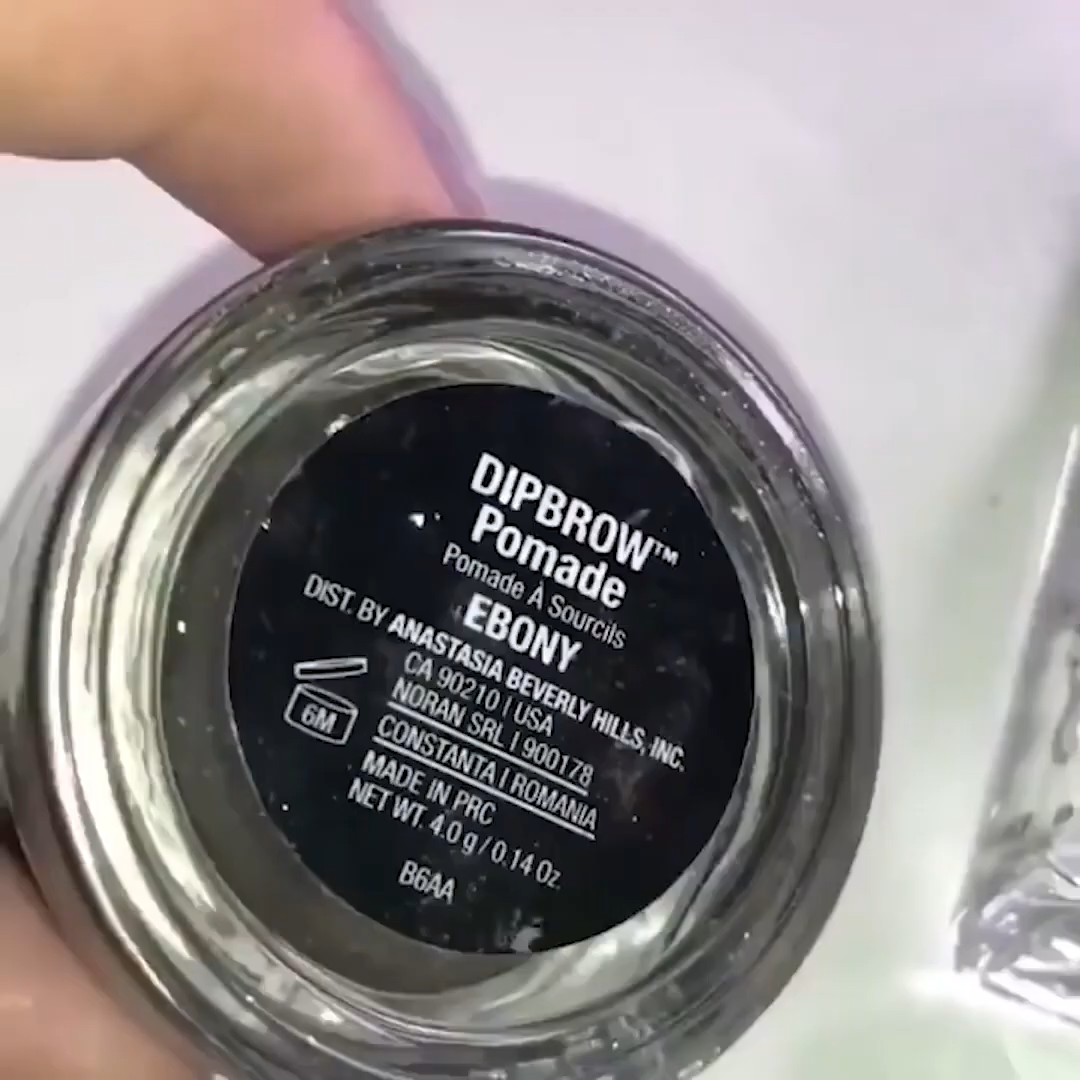 DIPBROW™
Pomade
Pomade À Sourcils
EBONY
DIST. BY ANASTASIA BEVERLY HILLS, INC.
CA 90210 | USA
NORAN SRL | 900178
CONSTANTA | ROMANIA
MADE IN PRC
NET WT. 4.0 g / 0.14 Oz.
6M
B6AA